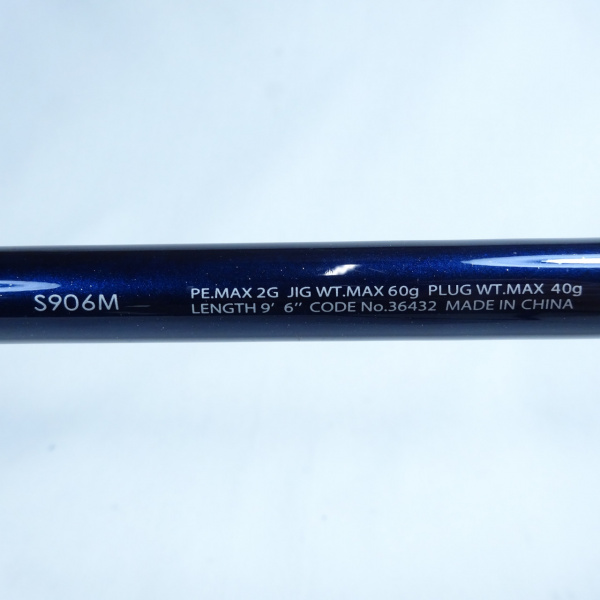 S906M
PE.MAX 2G JIG WT.MAX 60g PLUG WT.MAX 40g
LENGTH 9' 6'' CODE No.36432 MADE IN CHINA